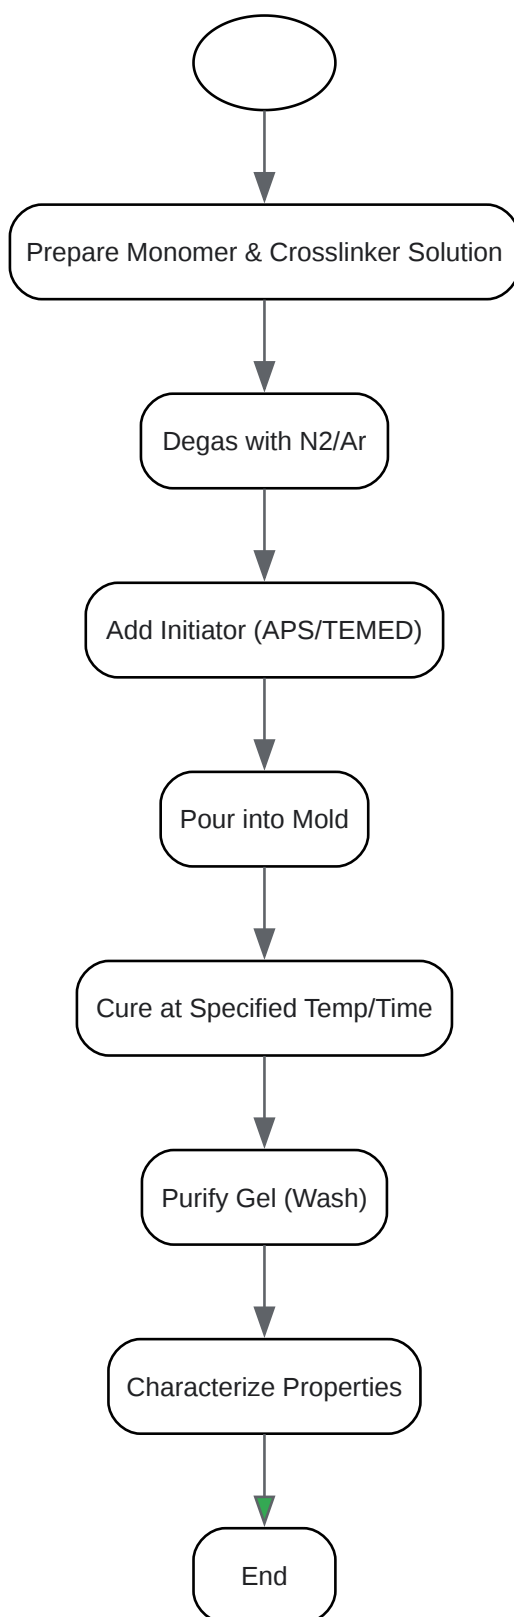 Prepare Monomer & Crosslinker Solution
Degas with N2/Ar
Add Initiator (APS/TEMED)
Pour into Mold
Cure at Specified Temp/Time
Purify Gel (Wash)
Characterize Properties
End